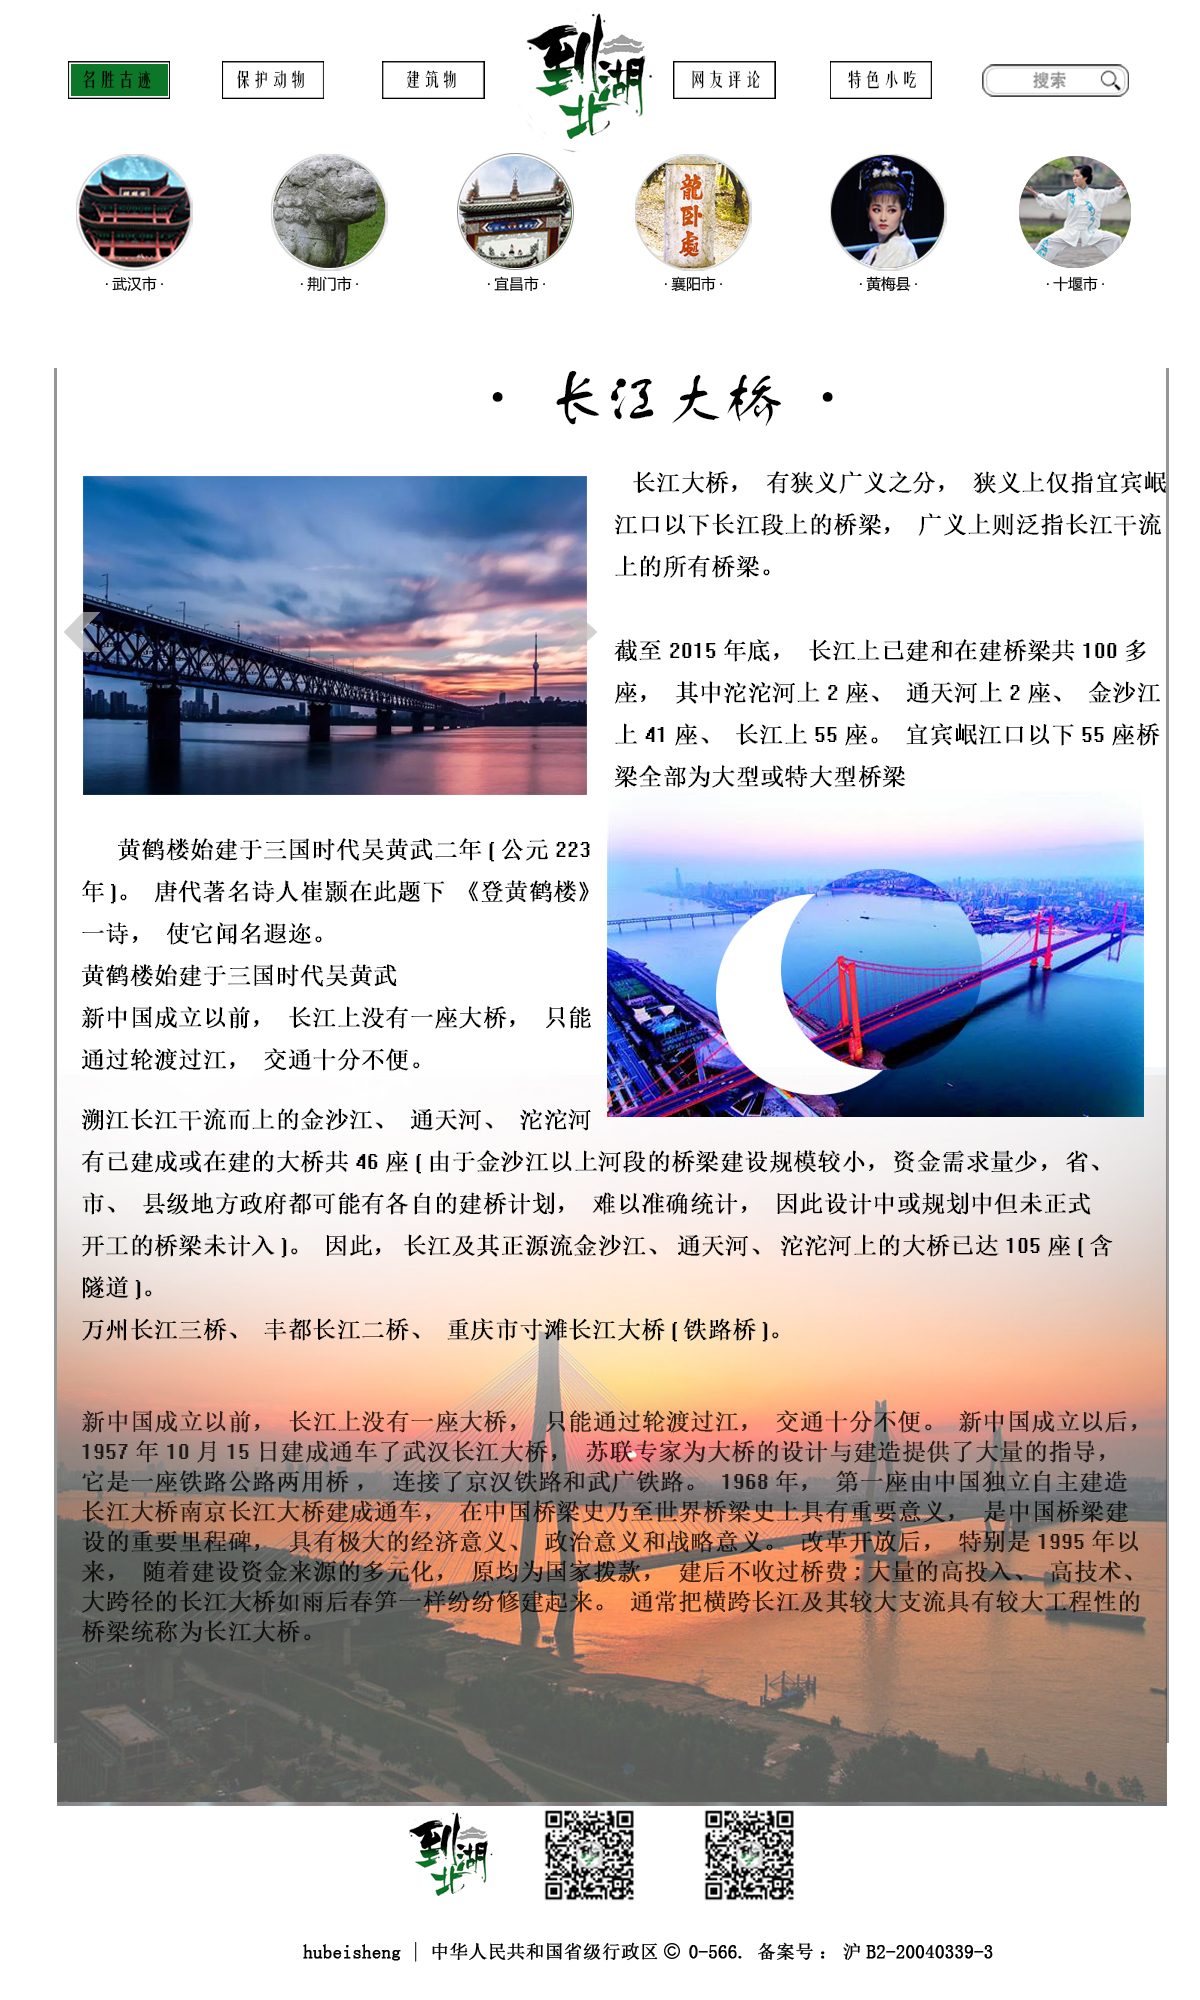 到湖北
名胜古迹
保护动物
建筑物
网友评论
特色小吃
搜索
龍卧處
·武汉市·
·荆门市·
·宜昌市·
·襄阳市·
·黄梅县·
·十堰市·
· 长江大桥 ·
长江大桥， 有狭义广义之分， 狭义上仅指宜宾岷
江口以下长江段上的桥梁， 广义上则泛指长江干流
上的所有桥梁。
截至 2015 年底， 长江上已建和在建桥梁共 100 多
座， 其中沱沱河上 2 座、 通天河上 2 座、 金沙江
上 41 座、 长江上 55 座。 宜宾岷江口以下 55 座桥
梁全部为大型或特大型桥梁
黄鹤楼始建于三国时代吴黄武二年 ( 公元 223
年 )。 唐代著名诗人崔颢在此题下 《登黄鹤楼》
一诗， 使它闻名遐迩。
黄鹤楼始建于三国时代吴黄武
新中国成立以前， 长江上没有一座大桥， 只能
通过轮渡过江， 交通十分不便。
溯江长江干流而上的金沙江、 通天河、 沱沱河
有已建成或在建的大桥共 46 座 ( 由于金沙江以上河段的桥梁建设规模较小，资金需求量少，省、
市、 县级地方政府都可能有各自的建桥计划， 难以准确统计， 因此设计中或规划中但未正式
开工的桥梁未计入 )。 因此，长江及其正源流金沙江、通天河、沱沱河上的大桥已达 105 座 ( 含
隧道 )。
万州长江三桥、 丰都长江二桥、 重庆市寸滩长江大桥 ( 铁路桥 )。
新中国成立以前， 长江上没有一座大桥， 只能通过轮渡过江， 交通十分不便。 新中国成立以后，
1957 年 10 月 15 日建成通车了武汉长江大桥， 苏联专家为大桥的设计与建造提供了大量的指导，
它是一座铁路公路两用桥 ， 连接了京汉铁路和武广铁路。 1968 年， 第一座由中国独立自主建造
长江大桥南京长江大桥建成通车， 在中国桥梁史乃至世界桥梁史上具有重要意义， 是中国桥梁建
设的重要里程碑， 具有极大的经济意义、 政治意义和战略意义。 改革开放后， 特别是 1995 年以
来， 随着建设资金来源的多元化， 原均为国家拨款， 建后不收过桥费 ; 大量的高投入、 高技术、
大跨径的长江大桥如雨后春笋一样纷纷修建起来。 通常把横跨长江及其较大支流具有较大工程性的
桥梁统称为长江大桥。
到湖北
hubeisheng | 中华人民共和国省级行政区 © 0-566. 备案号： 沪 B2-20040339-3